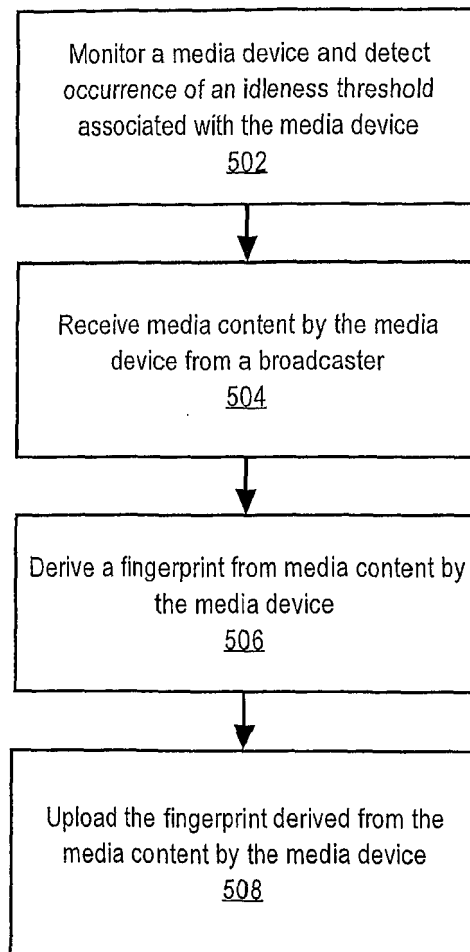 Monitor a media device and detect
occurrence of an idleness threshold
associated with the media device
502
Receive media content by the media
device from a broadcaster
504
Derive a fingerprint from media content by
the media device
506
Upload the fingerprint derived from the
media content by the media device
508